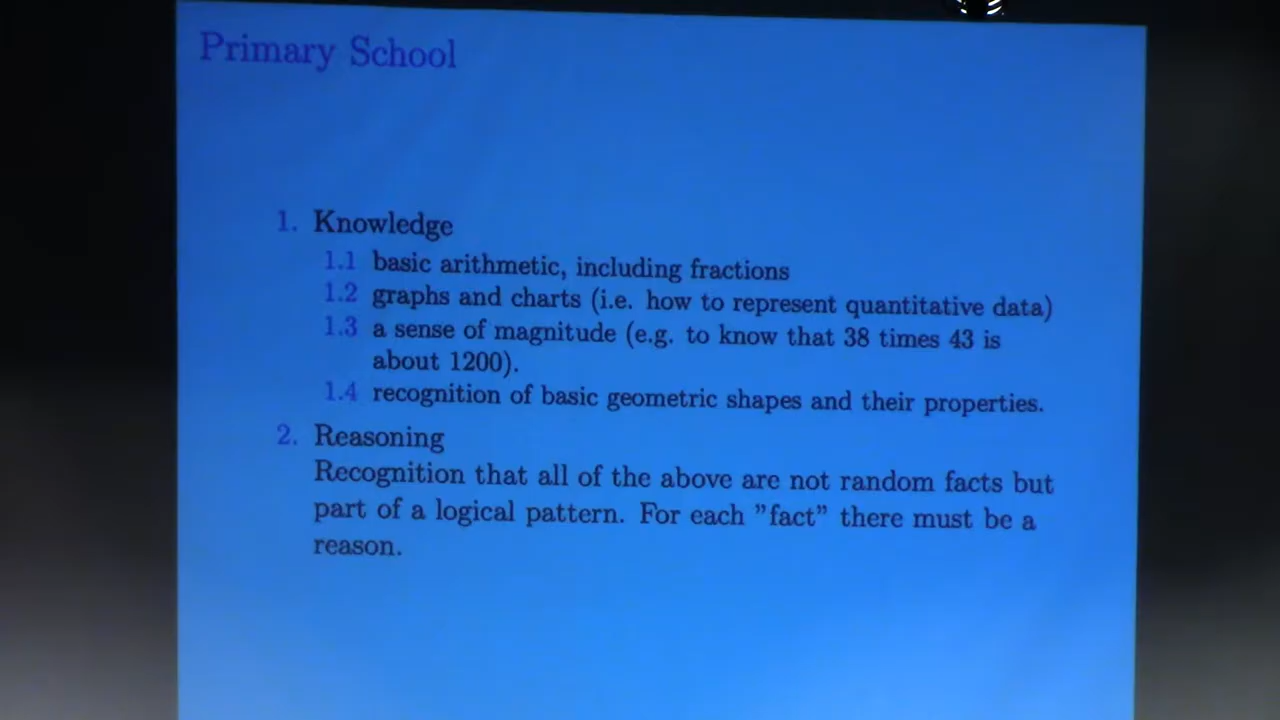 Primary School
1. Knowledge
1.1 basic arithmetic, including fractions
1.2 graphs and charts (i.e. how to represent quantitative data)
1.3 a sense of magnitude (e.g. to know that 38 times 43 is
about 1200).
1.4 recognition of basic geometric shapes and their properties.
2. Reasoning
Recognition that all of the above are not random facts but
part of a logical pattern. For each ”fact” there must be a
reason.